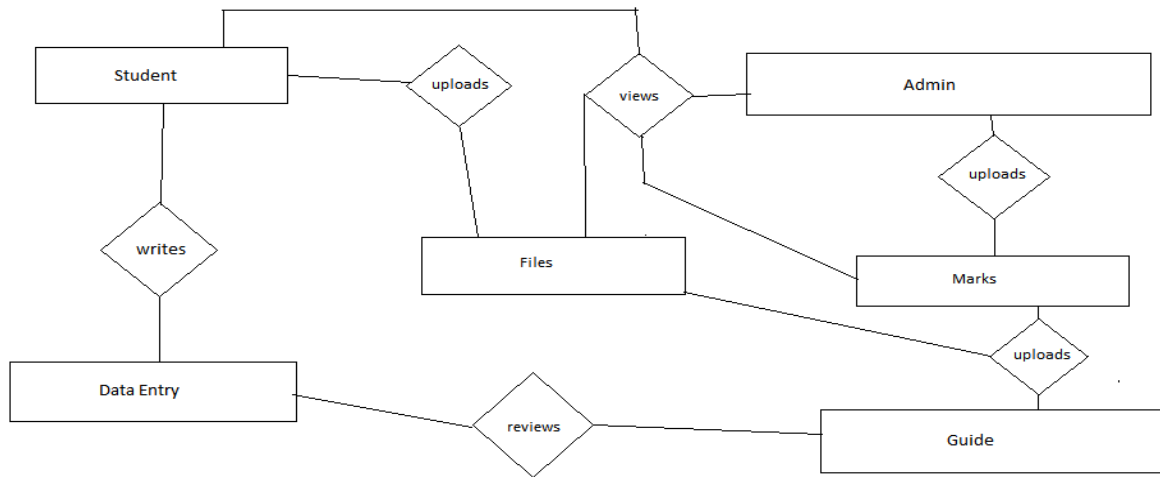 Student
uploads
views
Admin
uploads
writes
Files
Marks
uploads
Data Entry
reviews
Guide